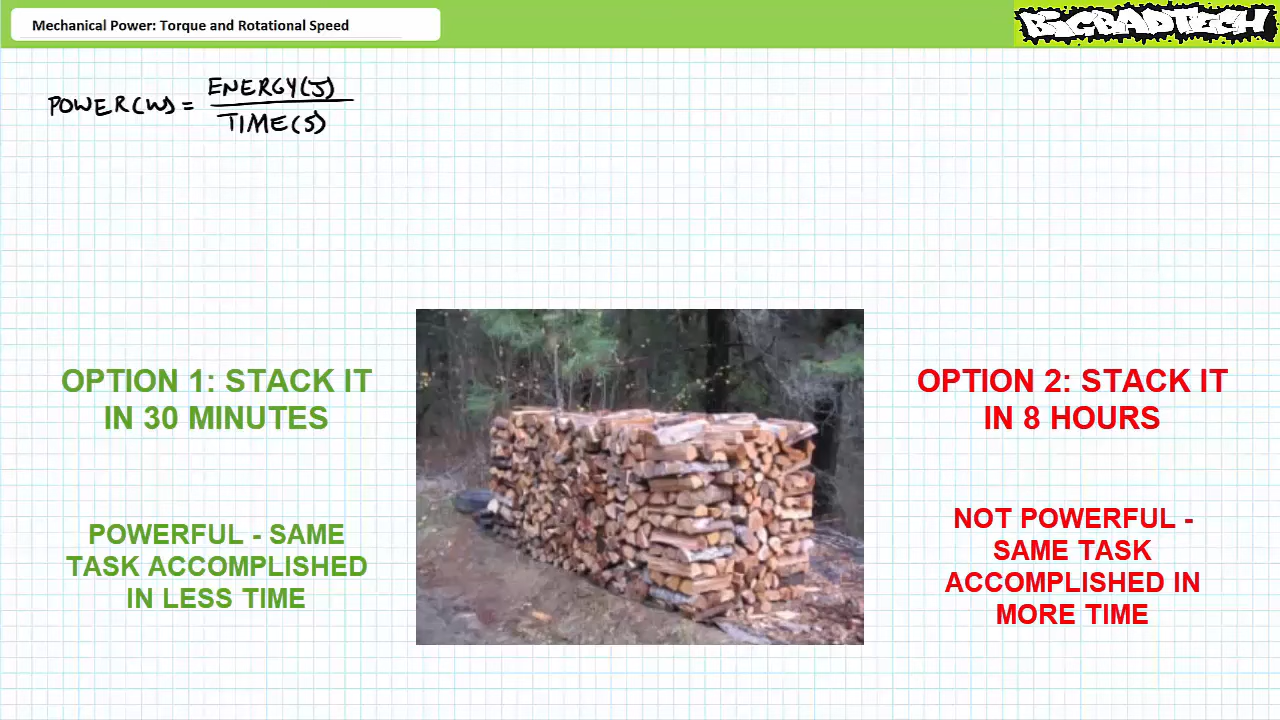 Mechanical Power: Torque and Rotational Speed
BIGBADTECH
POWER(W) = ENERGY(J)
TIME(S)
OPTION 1: STACK IT
IN 30 MINUTES
POWERFUL - SAME
TASK ACCOMPLISHED
IN LESS TIME
OPTION 2: STACK IT
IN 8 HOURS
NOT POWERFUL -
SAME TASK
ACCOMPLISHED IN
MORE TIME